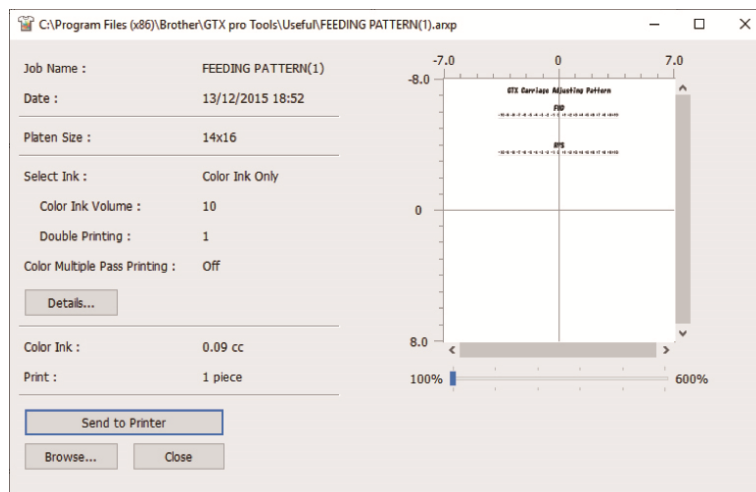 C:\Program Files (x86)\Brother\GTX pro Tools\Useful\FEEDING PATTERN(1).arxp
Job Name : FEEDING PATTERN(1)
Date : 13/12/2015 18:52
Platen Size : 14x16
Select Ink : Color Ink Only
Color Ink Volume : 10
Double Printing : 1
Color Multiple Pass Printing : Off
Details...
Color Ink : 0.09 cc
Print : 1 piece
Send to Printer
Browse... Close
-7.0 0 7.0
-8.0
GTX Carriage Adjusting Pattern
0
8.0
100% 600%